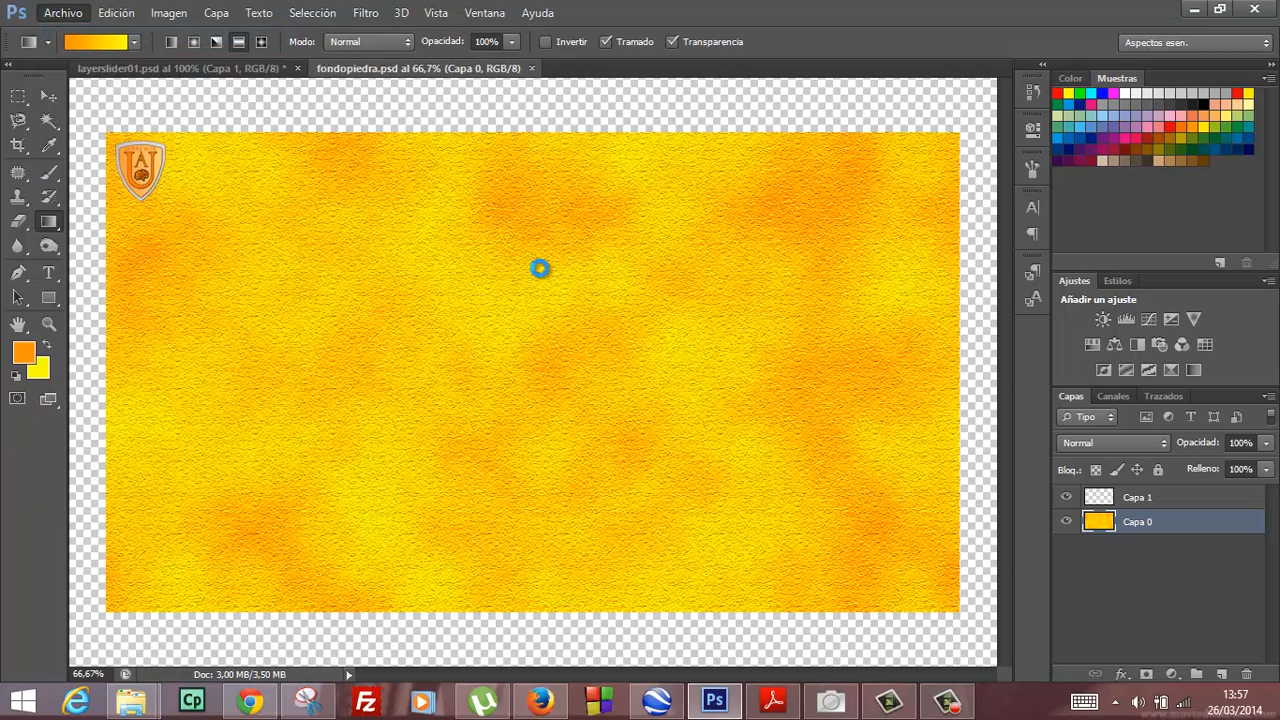 Ps Archivo Edición Imagen Capa Texto Selección Filtro 3D Vista Ventana Ayuda
Modo: Normal Opacidad: 100% Invertir Tramado Transparencia Aspectos esen.
layerslider01.psd al 100% (Capa 1, RGB/8) * × fondopiedra.psd al 66,7% (Capa 0, RGB/8) ×
Color Muestras
Ajustes Estilos
Añadir un ajuste
Capas Canales Trazados
Tipo
Normal Opacidad: 100%
Bloq.: Relleno: 100%
Capa 1
Capa 0
66,67% Doc: 3,00 MB/3,50 MB
13:57
26/03/2014